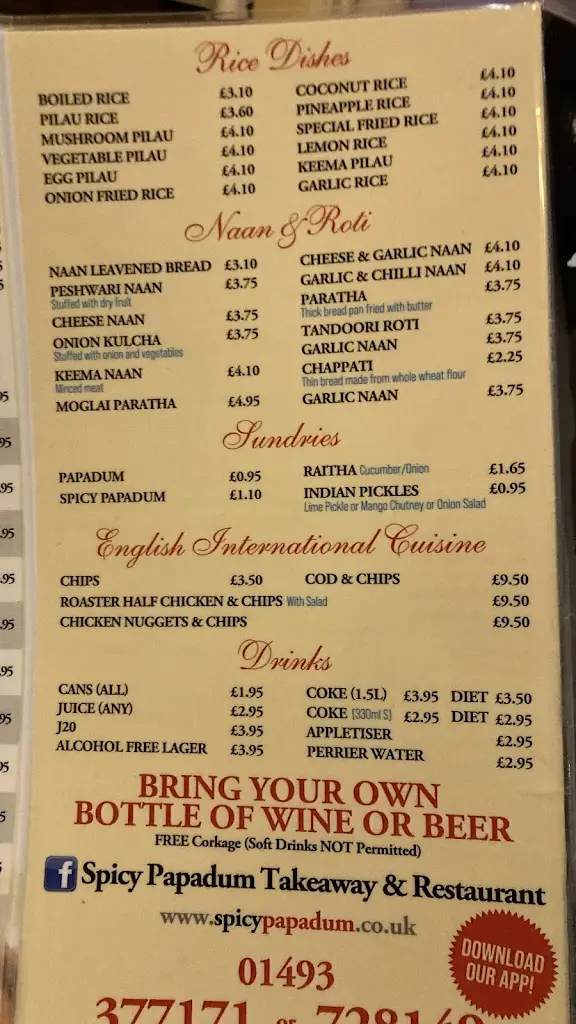 Rice Dishes
BOILED RICE £3.10
PILAU RICE £3.60
MUSHROOM PILAU £4.10
VEGETABLE PILAU £4.10
EGG PILAU £4.10
ONION FRIED RICE £4.10
COCONUT RICE £4.10
PINEAPPLE RICE £4.10
SPECIAL FRIED RICE £4.10
LEMON RICE £4.10
KEEMA PILAU £4.10
GARLIC RICE £4.10
Naan & Roti
NAAN LEAVENED BREAD £3.10
PESHWARI NAAN £3.75
Stuffed with dry fruit
CHEESE NAAN £3.75
ONION KULCHA £3.75
Stuffed with onion and vegetables
KEEMA NAAN £4.10
Minced meat
MOGLAI PARATHA £4.95
CHEESE & GARLIC NAAN £4.10
GARLIC & CHILLI NAAN £4.10
PARATHA £3.75
Thick bread pan fried with butter
TANDOORI ROTI £3.75
GARLIC NAAN £3.75
CHAPPATI £2.25
Thin bread made from whole wheat flour
GARLIC NAAN £3.75
Sundries
PAPADUM £0.95
SPICY PAPADUM £1.10
RAITHA Cucumber/Onion £1.65
INDIAN PICKLES £0.95
Lime Pickle or Mango Chutney or Onion Salad
English International Cuisine
CHIPS £3.50 COD & CHIPS £9.50
ROASTER HALF CHICKEN & CHIPS With Salad £9.50
CHICKEN NUGGETS & CHIPS £9.50
Drinks
CANS (ALL) £1.95
JUICE (ANY) £2.95
J20 £3.95
ALCOHOL FREE LAGER £3.95
COKE (1.5L) £3.95 DIET £3.50
COKE (330ml S) £2.95 DIET £2.95
APPLETISER £2.95
PERRIER WATER £2.95
BRING YOUR OWN
BOTTLE OF WINE OR BEER
FREE Corkage (Soft Drinks NOT Permitted)
f Spicy Papadum Takeaway & Restaurant
www.spicypapadum.co.uk
DOWNLOAD
OUR APP!
01493
377171 or 728149